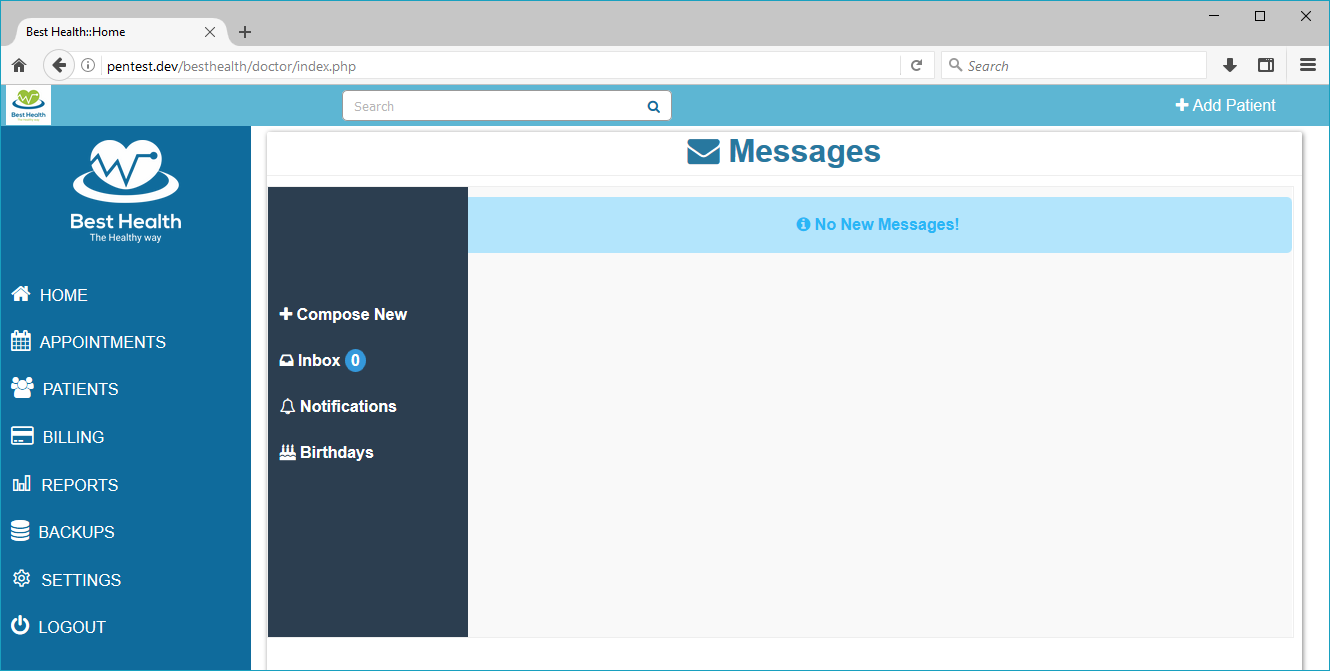 Best Health::Home
pentest.dev/besthealth/doctor/index.php
Search
Best Health
Search
Add Patient
Best Health
The Healthy way
HOME
APPOINTMENTS
PATIENTS
BILLING
REPORTS
BACKUPS
SETTINGS
LOGOUT
Messages
Compose New
Inbox 0
Notifications
Birthdays
No New Messages!